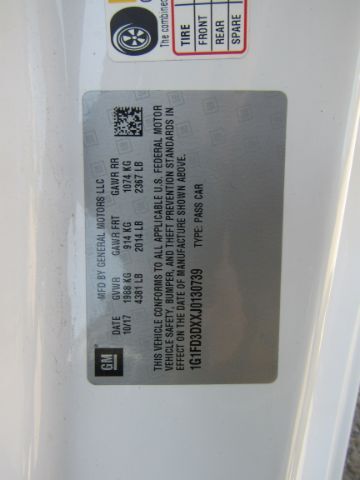 The combined
TIRE
FRONT
REAR
SPARE
MFD BY GENERAL MOTORS LLC
DATE GVWR GAWR FRT GAWR RR
10/17 1988 KG 914 KG 1074 KG
4381 LB 2014 LB 2367 LB
THIS VEHICLE CONFORMS TO ALL APPLICABLE U.S. FEDERAL MOTOR
VEHICLE SAFETY, BUMPER, AND THEFT PREVENTION STANDARDS IN
EFFECT ON THE DATE OF MANUFACTURE SHOWN ABOVE.
1G1FD3DXXJ0130739 TYPE: PASS CAR
GM